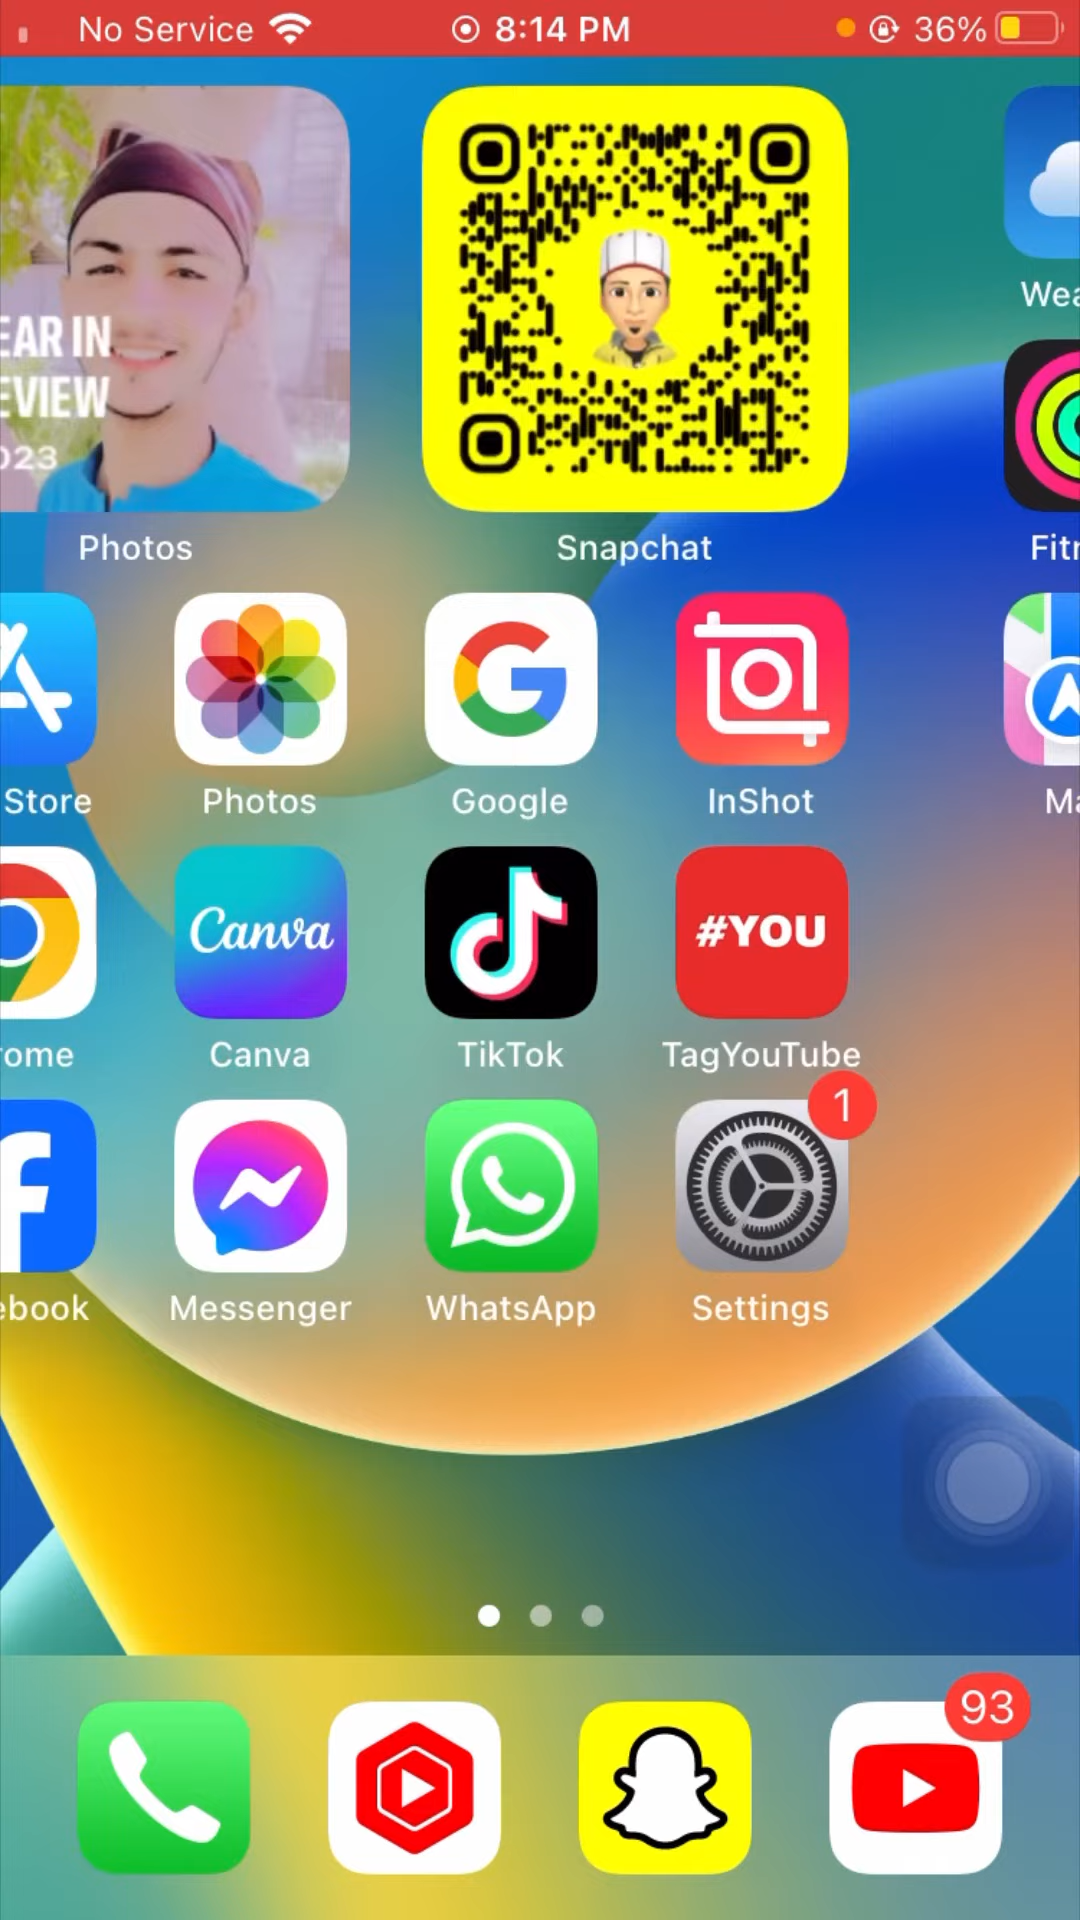 No Service 8:14 PM 36%
EAR IN
EVIEW
023
Wea
Photos Snapchat Fitn
Store Photos Google InShot Ma
Canva #YOU
rome Canva TikTok TagYouTube
1
ebook Messenger WhatsApp Settings
93